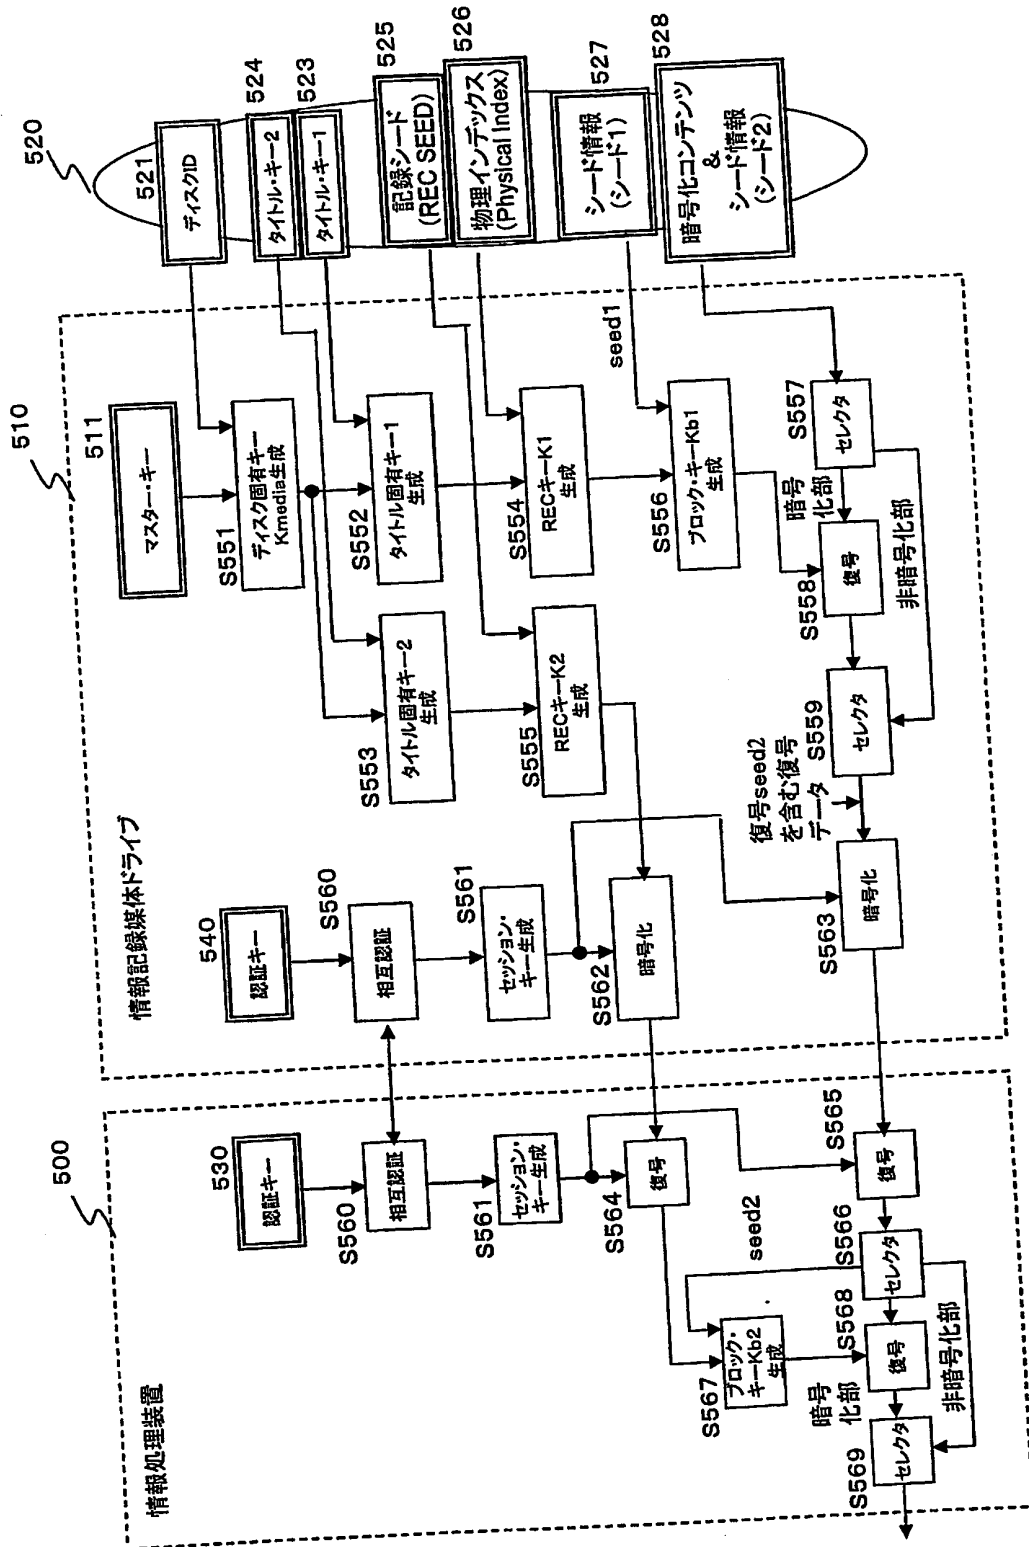 500
情報処理装置
530
認証キー
S560
相互認証
S561
セッション・
キー生成
S564
復号
seed2
S567
ブロック・
キーKb2
生成
S565
復号
S566
セレクタ
S568
復号
暗号
化部
非暗号化部
S569
セレクタ
510
情報記録媒体ドライブ
511
マスター・キー
540
認証キー
S560
相互認証
S561
セッション・
キー生成
S562
暗号化
S551
ディスク固有キー
Kmedia生成
S552
タイトル固有キー1
生成
S553
タイトル固有キー2
生成
S554
RECキーK1
生成
S555
RECキーK2
生成
seed1
S556
ブロック・キーKb1
生成
S557
セレクタ
暗号
化部
S558
復号
非暗号化部
S559
セレクタ
復号seed2
を含む復号
データ
S563
暗号化
520
521
ディスクID
524
タイトル・キー2
523
タイトル・キー1
525
記録シード
(REC SEED)
526
物理インデックス
(Physical Index)
527
シード情報
(シード1)
528
暗号化コンテンツ
&
シード情報
(シード2)